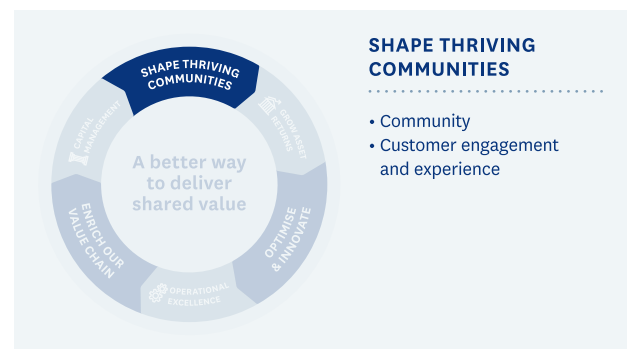 SHAPE THRIVING
COMMUNITIES
GROW ASSET
RETURNS
OPTIMISE
& INNOVATE
OPERATIONAL
EXCELLENCE
ENRICH OUR
VALUE CHAIN
CAPITAL
MANAGEMENT
A better way
to deliver
shared value
SHAPE THRIVING
COMMUNITIES
• Community
• Customer engagement
and experience